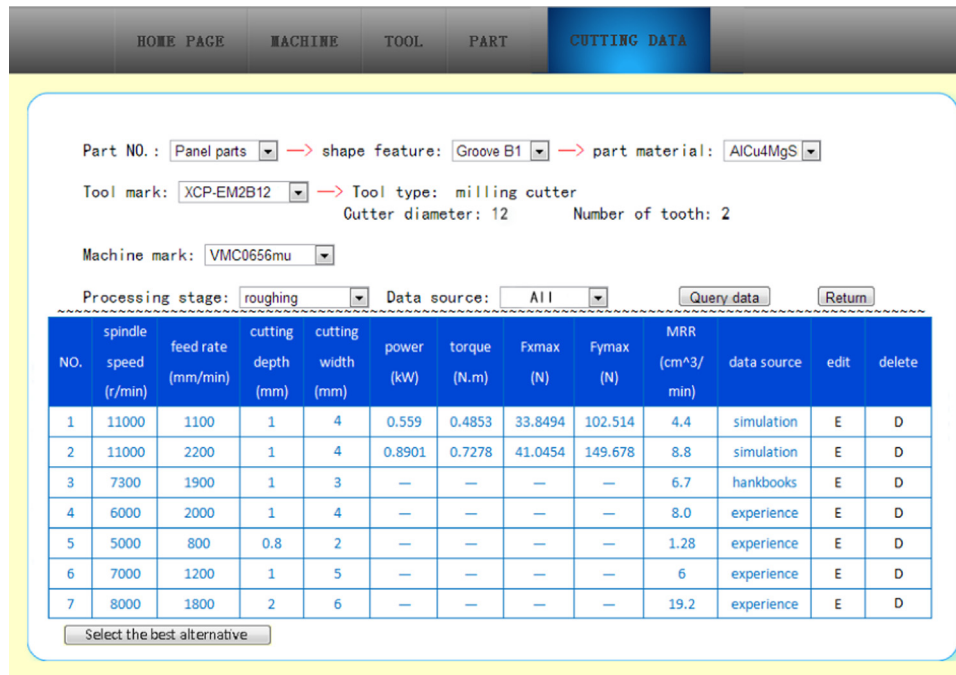 HOME PAGE MACHINE TOOL PART CUTTING DATA
Part NO.: Panel parts —> shape feature: Groove B1 —> part material: AlCu4MgS
Tool mark: XCP-EM2B12 —> Tool type: milling cutter
Cutter diameter: 12 Number of tooth: 2
Machine mark: VMC0656mu
Processing stage: roughing Data source: All Query data Return
NO. spindle speed (r/min) feed rate (mm/min) cutting depth (mm) cutting width (mm) power (kW) torque (N.m) Fxmax (N) Fymax (N) MRR (cm^3/ min) data source edit delete
1 11000 1100 1 4 0.559 0.4853 33.8494 102.514 4.4 simulation E D
2 11000 2200 1 4 0.8901 0.7278 41.0454 149.678 8.8 simulation E D
3 7300 1900 1 3 — — — — 6.7 hankbooks E D
4 6000 2000 1 4 — — — — 8.0 experience E D
5 5000 800 0.8 2 — — — — 1.28 experience E D
6 7000 1200 1 5 — — — — 6 experience E D
7 8000 1800 2 6 — — — — 19.2 experience E D
Select the best alternative